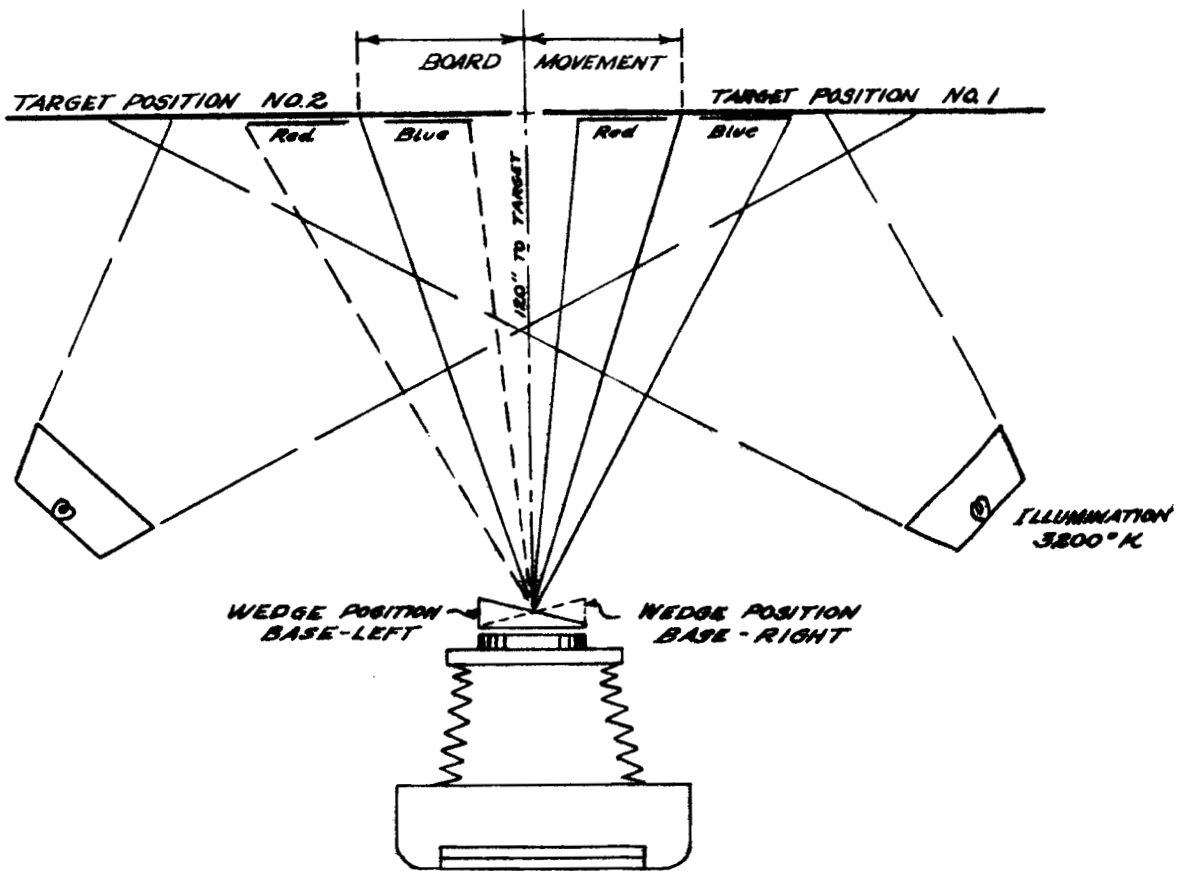 BOARD MOVEMENT
TARGET POSITION NO. 2
TARGET POSITION NO. 1
Red
Blue
Red
Blue
120" TO TARGET
ILLUMINATION
3200°K
WEDGE POSITION
BASE-LEFT
WEDGE POSITION
BASE-RIGHT